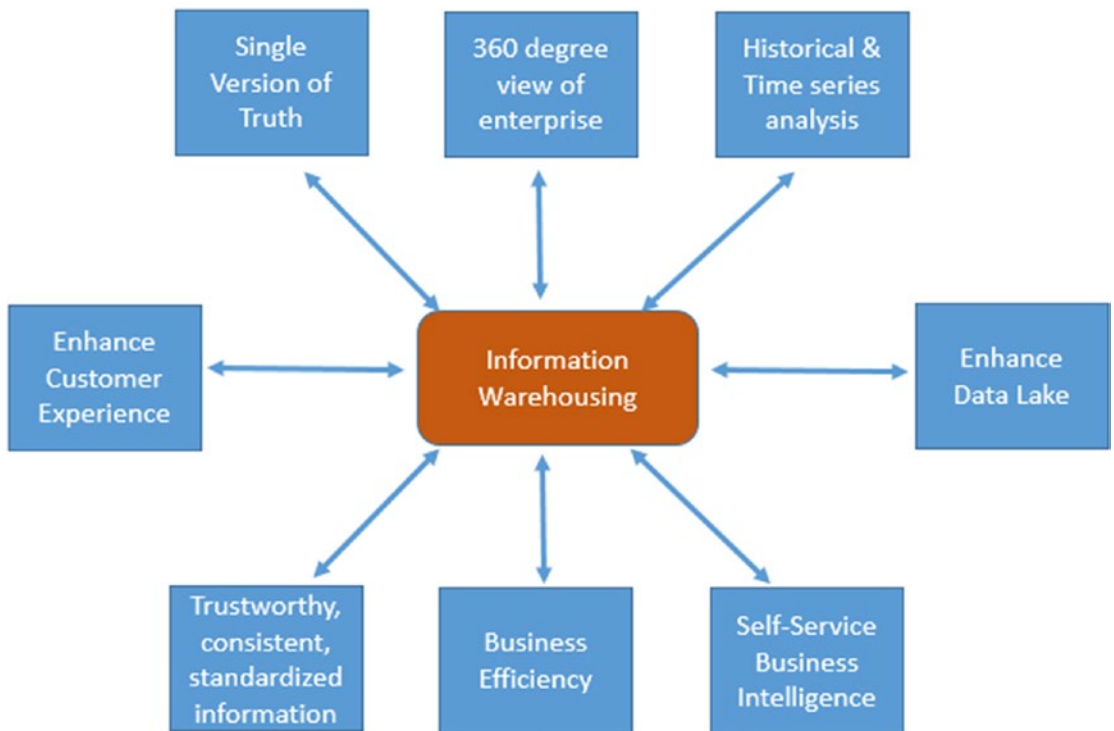 Single
Version of
Truth
360 degree
view of
enterprise
Historical &
Time series
analysis
Enhance
Customer
Experience
Information
Warehousing
Enhance
Data Lake
Trustworthy,
consistent,
standardized
information
Business
Efficiency
Self-Service
Business
Intelligence